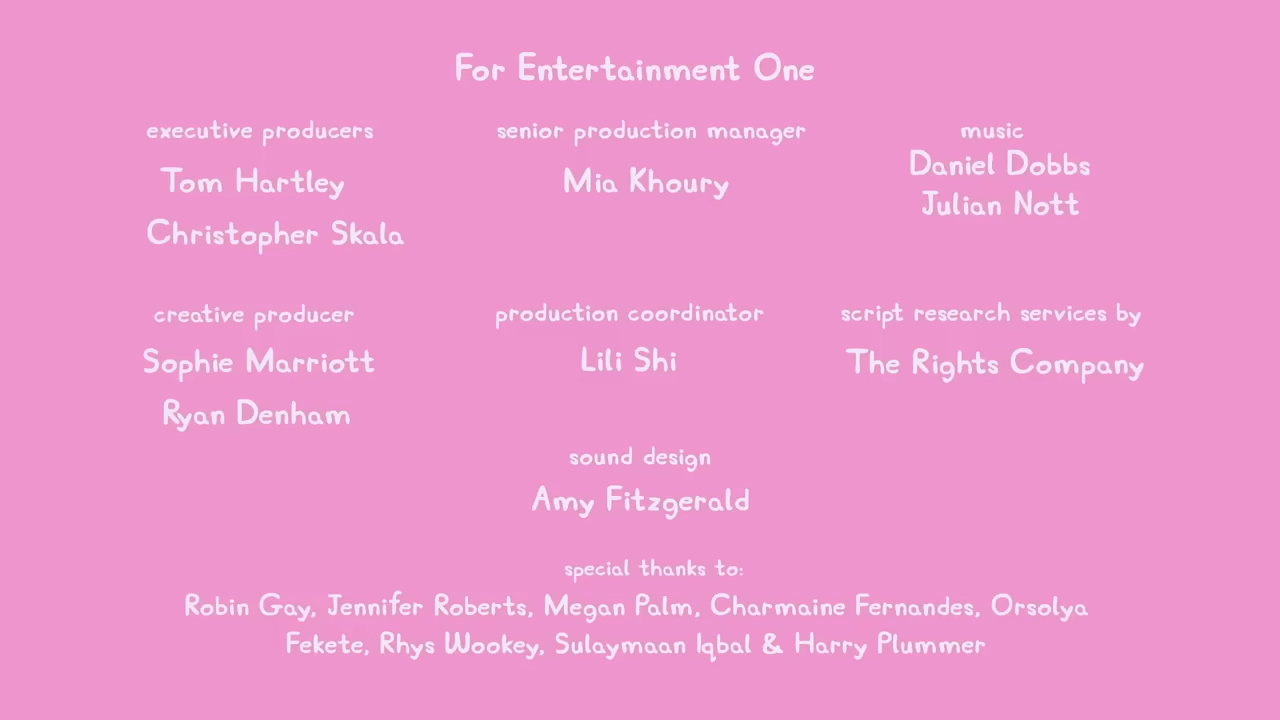 For Entertainment One
executive producers
Tom Hartley
Christopher Skala
senior production manager
Mia Khoury
music
Daniel Dobbs
Julian Nott
creative producer
Sophie Marriott
Ryan Denham
production coordinator
Lili Shi
script research services by
The Rights Company
sound design
Amy Fitzgerald
special thanks to:
Robin Gay, Jennifer Roberts, Megan Palm, Charmaine Fernandes, Orsolya
Fekete, Rhys Wookey, Sulaymaan Iqbal & Harry Plummer